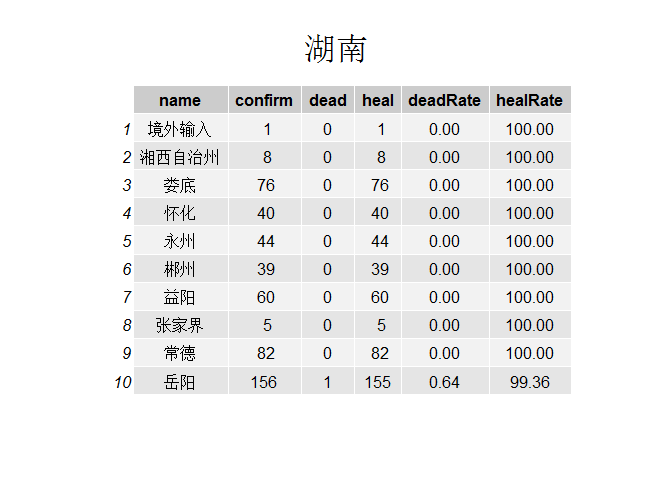 湖南
name confirm dead heal deadRate healRate
1 境外输入 1 0 1 0.00 100.00
2 湘西自治州 8 0 8 0.00 100.00
3 娄底 76 0 76 0.00 100.00
4 怀化 40 0 40 0.00 100.00
5 永州 44 0 44 0.00 100.00
6 郴州 39 0 39 0.00 100.00
7 益阳 60 0 60 0.00 100.00
8 张家界 5 0 5 0.00 100.00
9 常德 82 0 82 0.00 100.00
10 岳阳 156 1 155 0.64 99.36